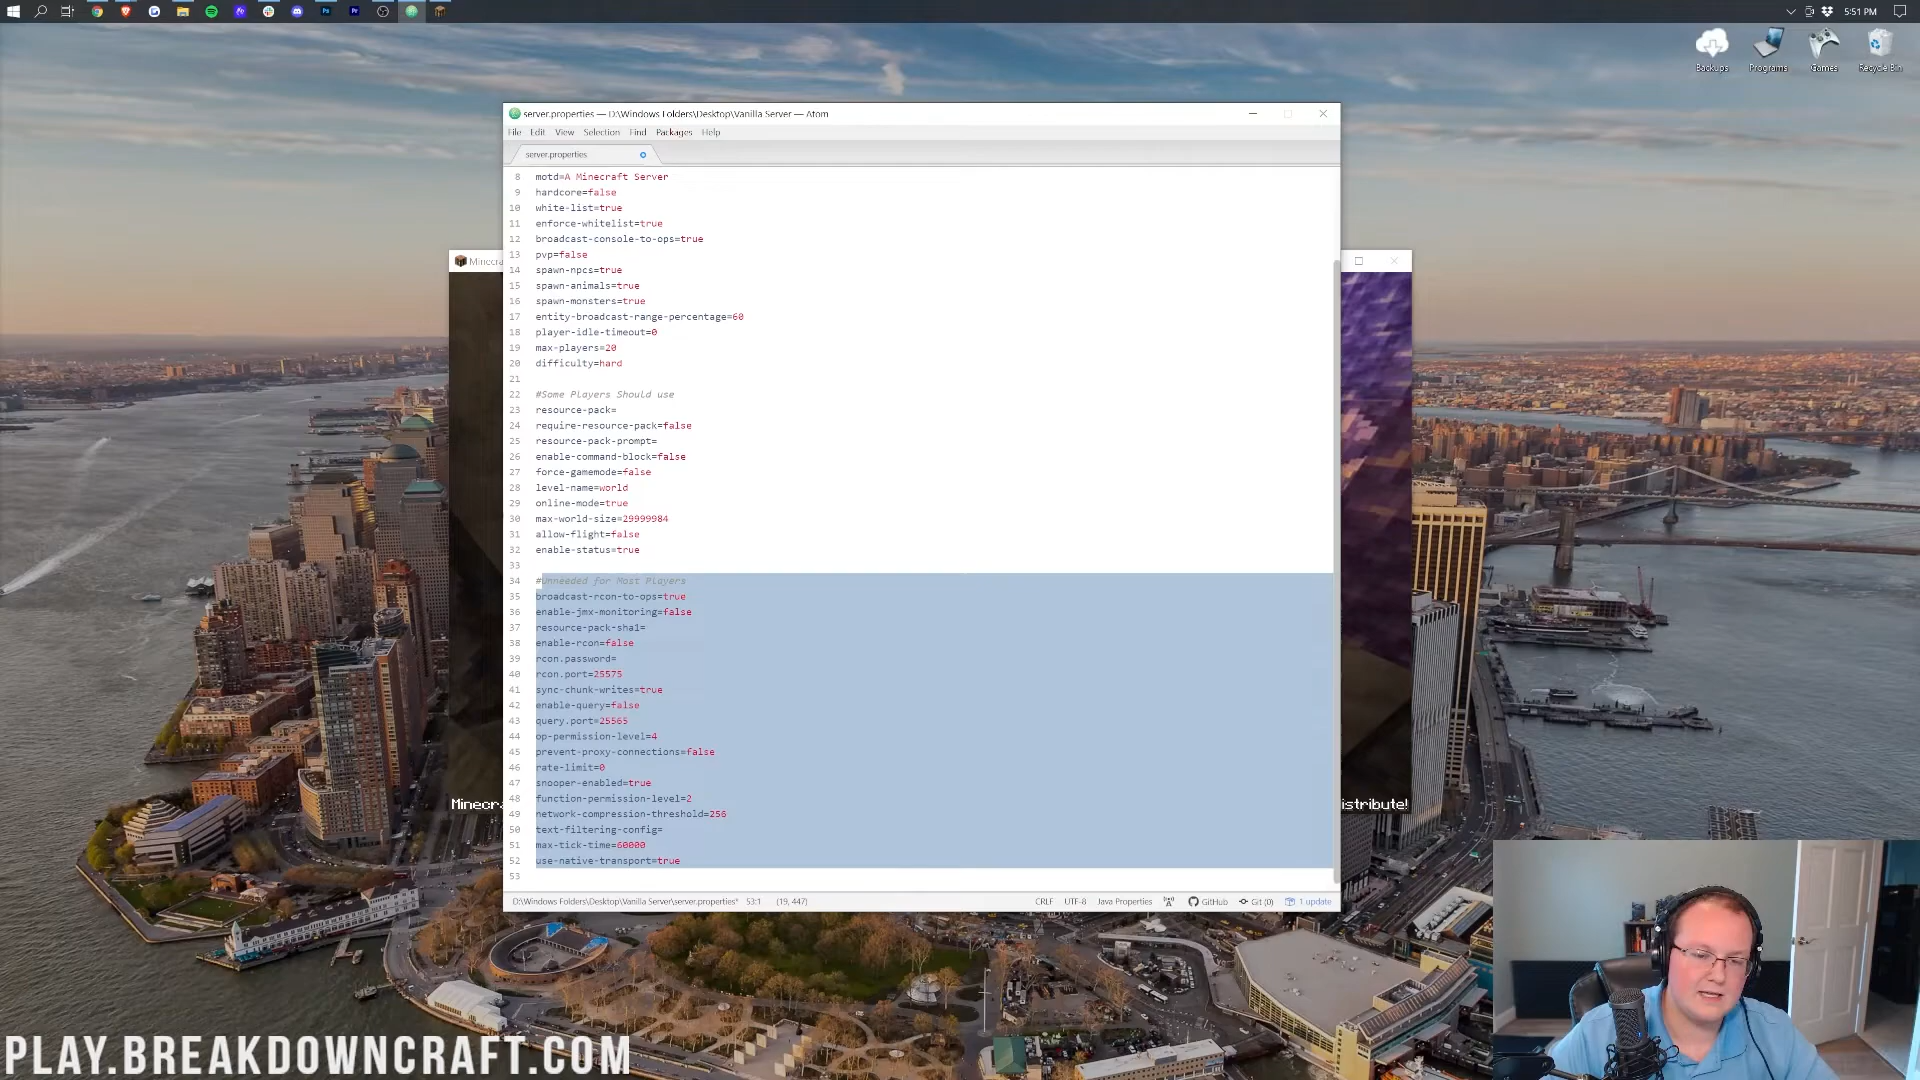 5:51 PM
Backups
Programs
Games
Recycle Bin
server.properties — D:\Windows Folders\Desktop\Vanilla Server — Atom
File Edit View Selection Find Packages Help
server.properties
Minecra
8 motd=A Minecraft Server
9 hardcore=false
10 white-list=true
11 enforce-whitelist=true
12 broadcast-console-to-ops=true
13 pvp=false
14 spawn-npcs=true
15 spawn-animals=true
16 spawn-monsters=true
17 entity-broadcast-range-percentage=60
18 player-idle-timeout=0
19 max-players=20
20 difficulty=hard
21
22 #Some Players Should use
23 resource-pack=
24 require-resource-pack=false
25 resource-pack-prompt=
26 enable-command-block=false
27 force-gamemode=false
28 level-name=world
29 online-mode=true
30 max-world-size=29999984
31 allow-flight=false
32 enable-status=true
33
34 #Unneeded for Most Players
35 broadcast-rcon-to-ops=true
36 enable-jmx-monitoring=false
37 resource-pack-sha1=
38 enable-rcon=false
39 rcon.password=
40 rcon.port=25575
41 sync-chunk-writes=true
42 enable-query=false
43 query.port=25565
44 op-permission-level=4
45 prevent-proxy-connections=false
46 rate-limit=0
47 snooper-enabled=true
48 function-permission-level=2
49 network-compression-threshold=256
50 text-filtering-config=
51 max-tick-time=60000
52 use-native-transport=true
53
Minecra
istribute!
D:\Windows Folders\Desktop\Vanilla Server\server.properties* 53:1 (19, 447) CRLF UTF-8 Java Properties GitHub Git (0) 1 update
PLAY.BREAKDOWNCRAFT.COM